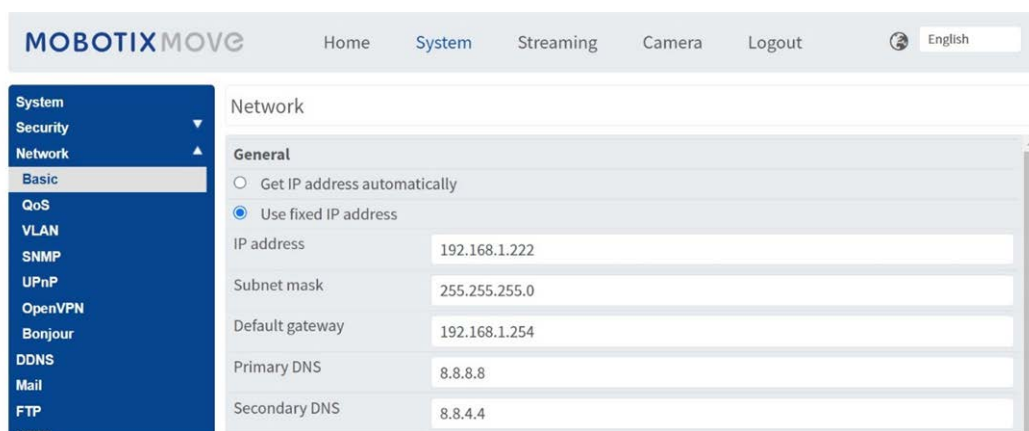 MOBOTIX MOVE Home System Streaming Camera Logout English
System
Security
Network
Basic
QoS
VLAN
SNMP
UPnP
OpenVPN
Bonjour
DDNS
Mail
FTP
Network
General
Get IP address automatically
Use fixed IP address
IP address 192.168.1.222
Subnet mask 255.255.255.0
Default gateway 192.168.1.254
Primary DNS 8.8.8.8
Secondary DNS 8.8.4.4